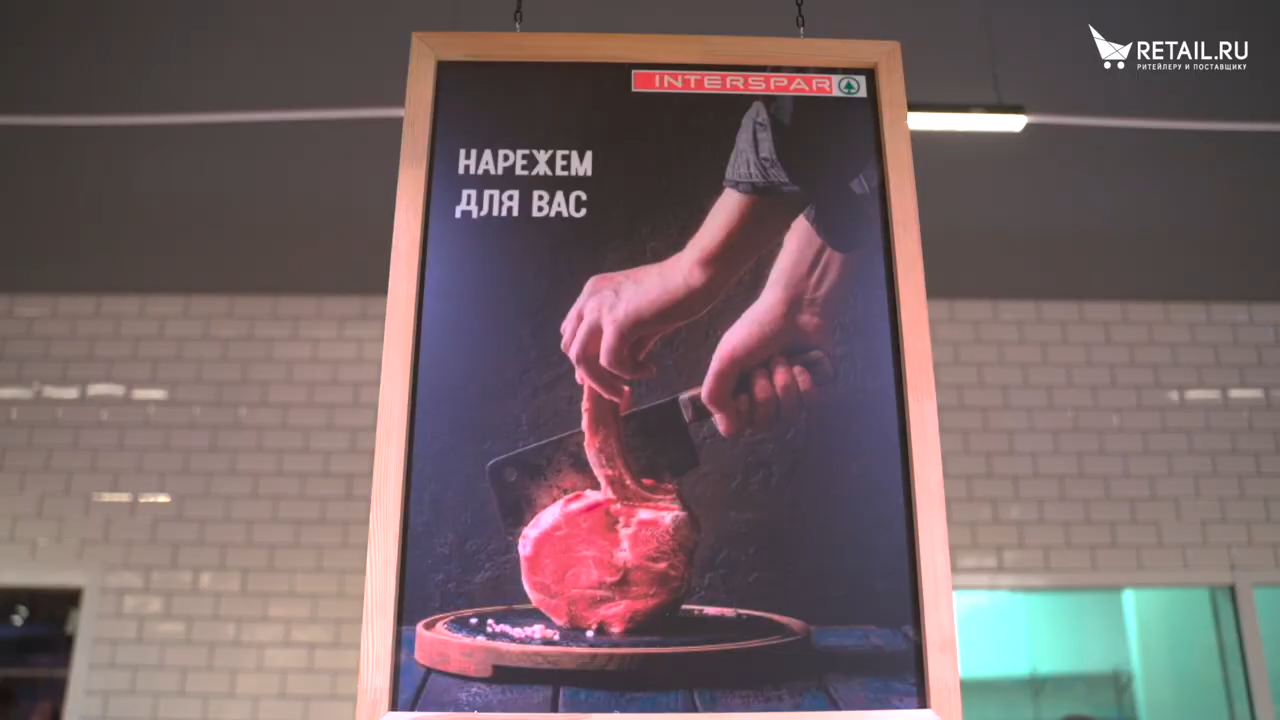 RETAIL.RU
РИТЕЙЛЕРУ И ПОСТАВЩИКУ
INTERSPAR
НАРЕЖЕМ
ДЛЯ ВАС